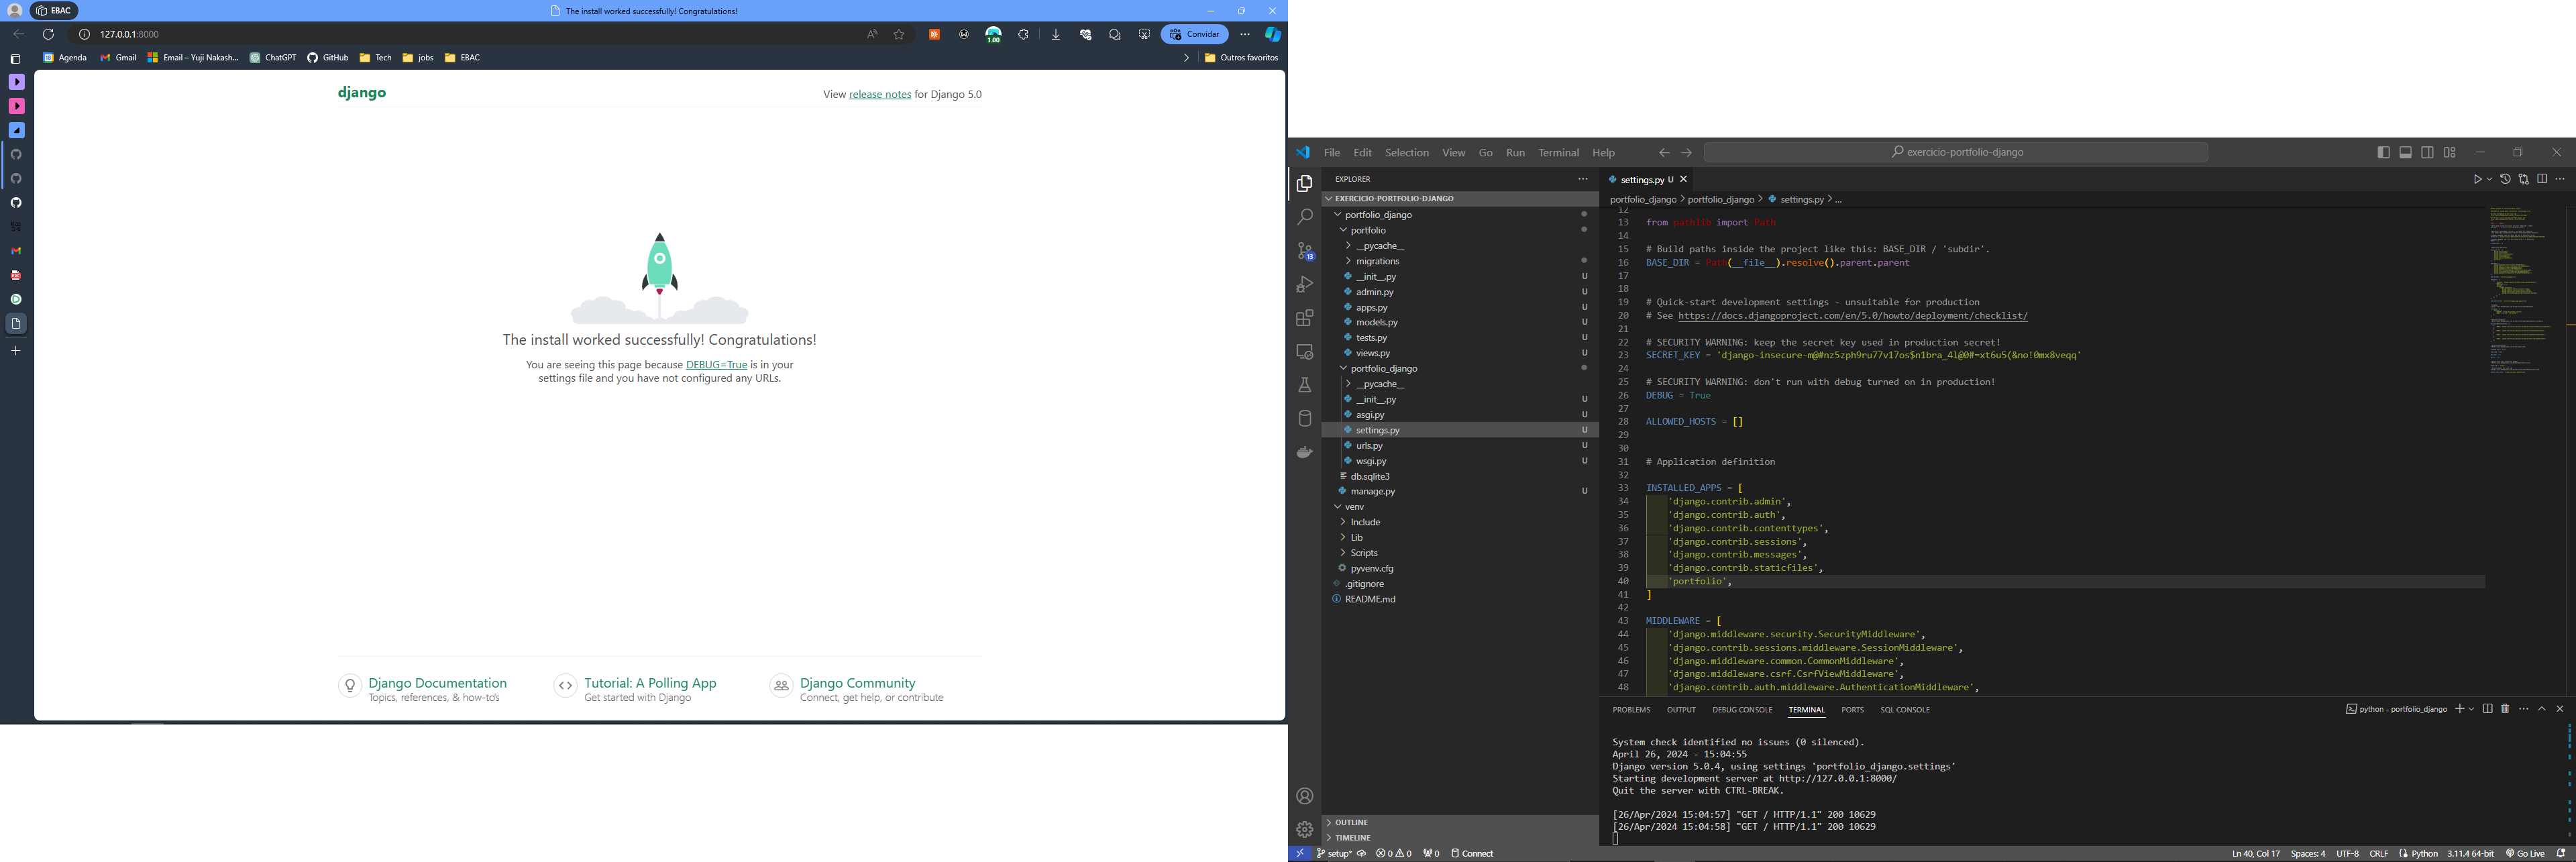 EBAC
The install worked successfully! Congratulations!
127.0.0.1:8000
1.00
Convidar
Agenda
Gmail
Email – Yuji Nakash...
ChatGPT
GitHub
Tech
jobs
EBAC
Outros favoritos
django
View release notes for Django 5.0
The install worked successfully! Congratulations!
You are seeing this page because DEBUG=True is in your
settings file and you have not configured any URLs.
Django Documentation
Topics, references, & how-to's
Tutorial: A Polling App
Get started with Django
Django Community
Connect, get help, or contribute
File Edit Selection View Go Run Terminal Help
exercicio-portfolio-django
EXPLORER
EXERCICIO-PORTFOLIO-DJANGO
portfolio_django
portfolio
__pycache__
migrations
__init__.py U
admin.py U
apps.py U
models.py U
tests.py U
views.py U
portfolio_django
__pycache__
__init__.py U
asgi.py U
settings.py U
urls.py U
wsgi.py U
db.sqlite3
manage.py U
venv
Include
Lib
Scripts
pyvenv.cfg
.gitignore
README.md
OUTLINE
TIMELINE
13
settings.py U
portfolio_django > portfolio_django > settings.py > ...
12
13 from pathlib import Path
14
15 # Build paths inside the project like this: BASE_DIR / 'subdir'.
16 BASE_DIR = Path(__file__).resolve().parent.parent
17
18
19 # Quick-start development settings - unsuitable for production
20 # See https://docs.djangoproject.com/en/5.0/howto/deployment/checklist/
21
22 # SECURITY WARNING: keep the secret key used in production secret!
23 SECRET_KEY = 'django-insecure-m@#nz5zph9ru77v17os$n1bra_4l@0#=xt6u5(&no!0mx8veqq'
24
25 # SECURITY WARNING: don't run with debug turned on in production!
26 DEBUG = True
27
28 ALLOWED_HOSTS = []
29
30
31 # Application definition
32
33 INSTALLED_APPS = [
34 'django.contrib.admin',
35 'django.contrib.auth',
36 'django.contrib.contenttypes',
37 'django.contrib.sessions',
38 'django.contrib.messages',
39 'django.contrib.staticfiles',
40 'portfolio',
41 ]
42
43 MIDDLEWARE = [
44 'django.middleware.security.SecurityMiddleware',
45 'django.contrib.sessions.middleware.SessionMiddleware',
46 'django.middleware.common.CommonMiddleware',
47 'django.middleware.csrf.CsrfViewMiddleware',
48 'django.contrib.auth.middleware.AuthenticationMiddleware',
PROBLEMS OUTPUT DEBUG CONSOLE TERMINAL PORTS SQL CONSOLE
python - portfolio_django
System check identified no issues (0 silenced).
April 26, 2024 - 15:04:55
Django version 5.0.4, using settings 'portfolio_django.settings'
Starting development server at http://127.0.0.1:8000/
Quit the server with CTRL-BREAK.
[26/Apr/2024 15:04:57] "GET / HTTP/1.1" 200 10629
[26/Apr/2024 15:04:58] "GET / HTTP/1.1" 200 10629
setup* 0 0 0 Connect
Ln 40, Col 17 Spaces: 4 UTF-8 CRLF Python 3.11.4 64-bit Go Live